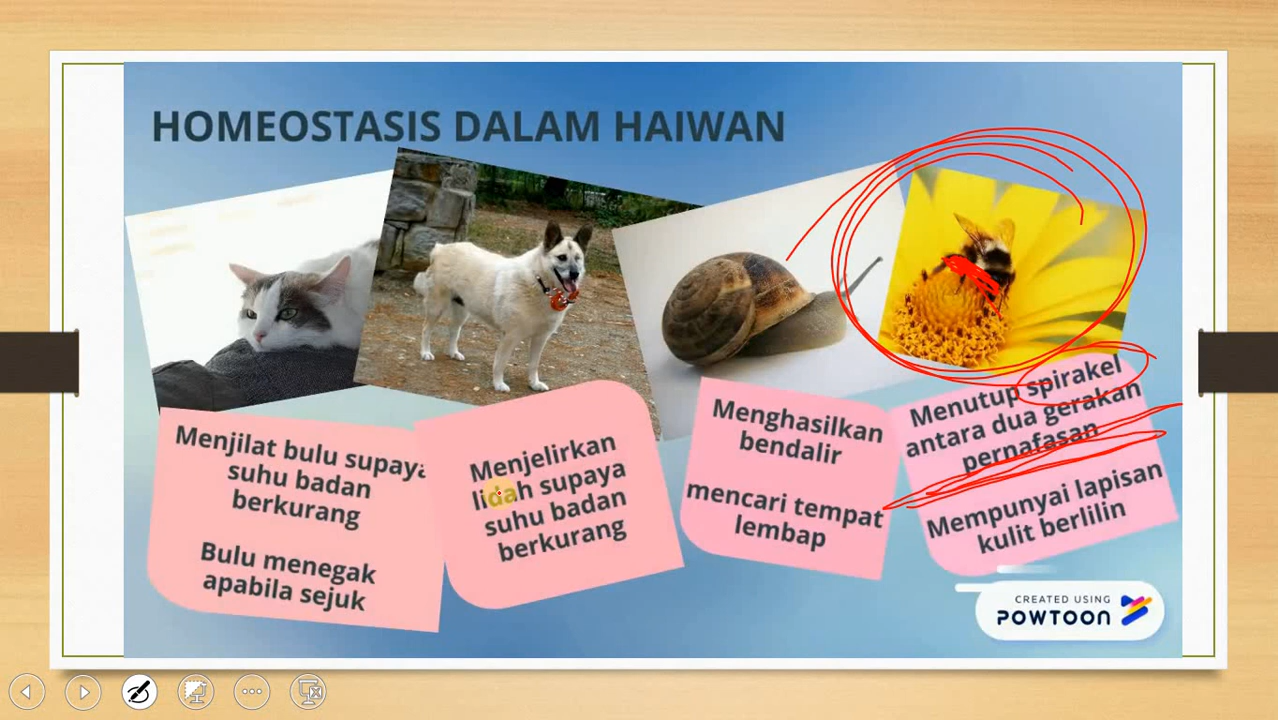 HOMEOSTASIS DALAM HAIWAN
Menjilat bulu supaya
suhu badan
berkurang
Bulu menegak
apabila sejuk
Menjelirkan
lidah supaya
suhu badan
berkurang
Menghasilkan
bendalir
mencari tempat
lembap
Menutup spirakel
antara dua gerakan
pernafasan
Mempunyai lapisan
kulit berlilin
CREATED USING
POWTOON